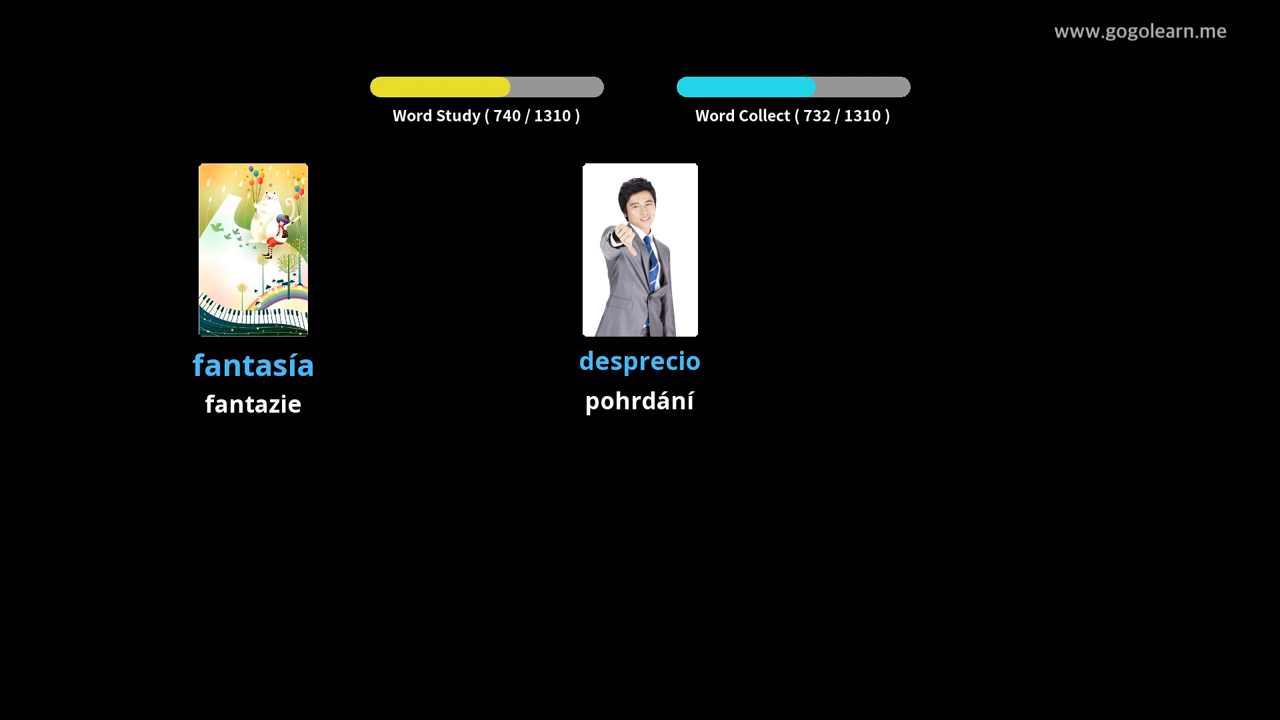 www.gogolearn.me
Word Study ( 740 / 1310 )
Word Collect ( 732 / 1310 )
fantasía
fantazie
desprecio
pohrdání